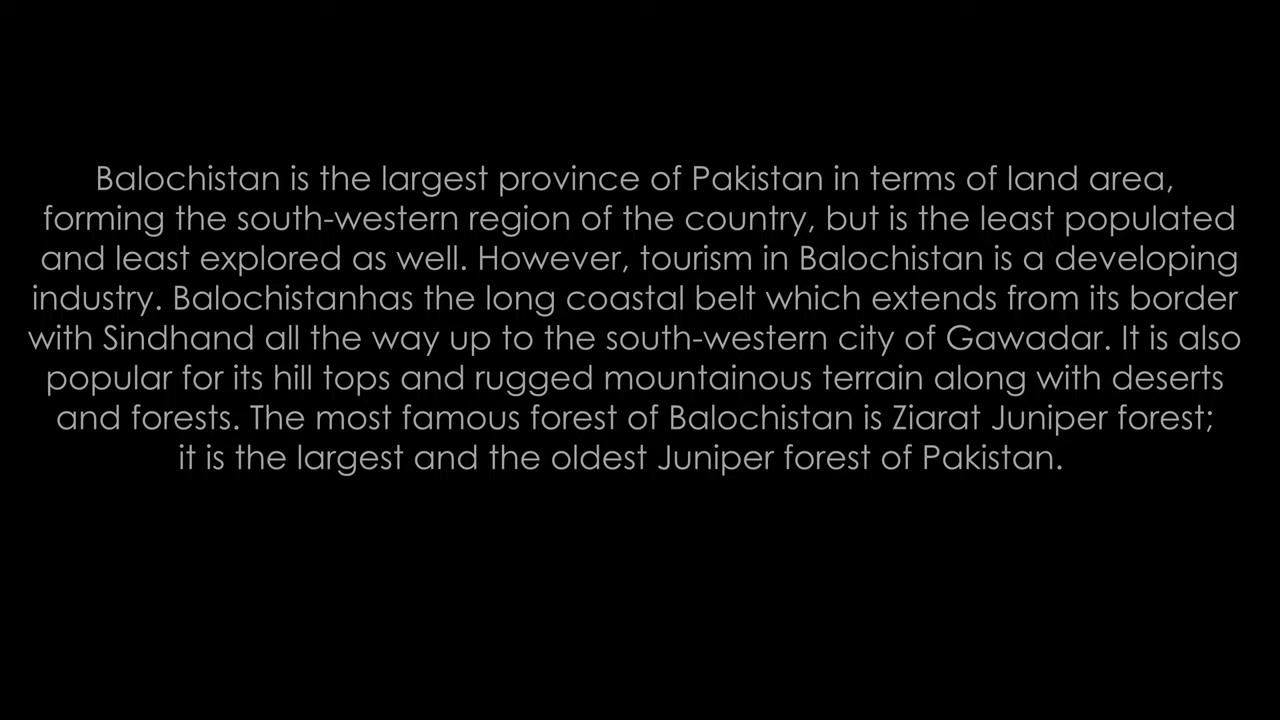 Balochistan is the largest province of Pakistan in terms of land area,
forming the south-western region of the country, but is the least populated
and least explored as well. However, tourism in Balochistan is a developing
industry. Balochistanhas the long coastal belt which extends from its border
with Sindhand all the way up to the south-western city of Gawadar. It is also
popular for its hill tops and rugged mountainous terrain along with deserts
and forests. The most famous forest of Balochistan is Ziarat Juniper forest;
it is the largest and the oldest Juniper forest of Pakistan.